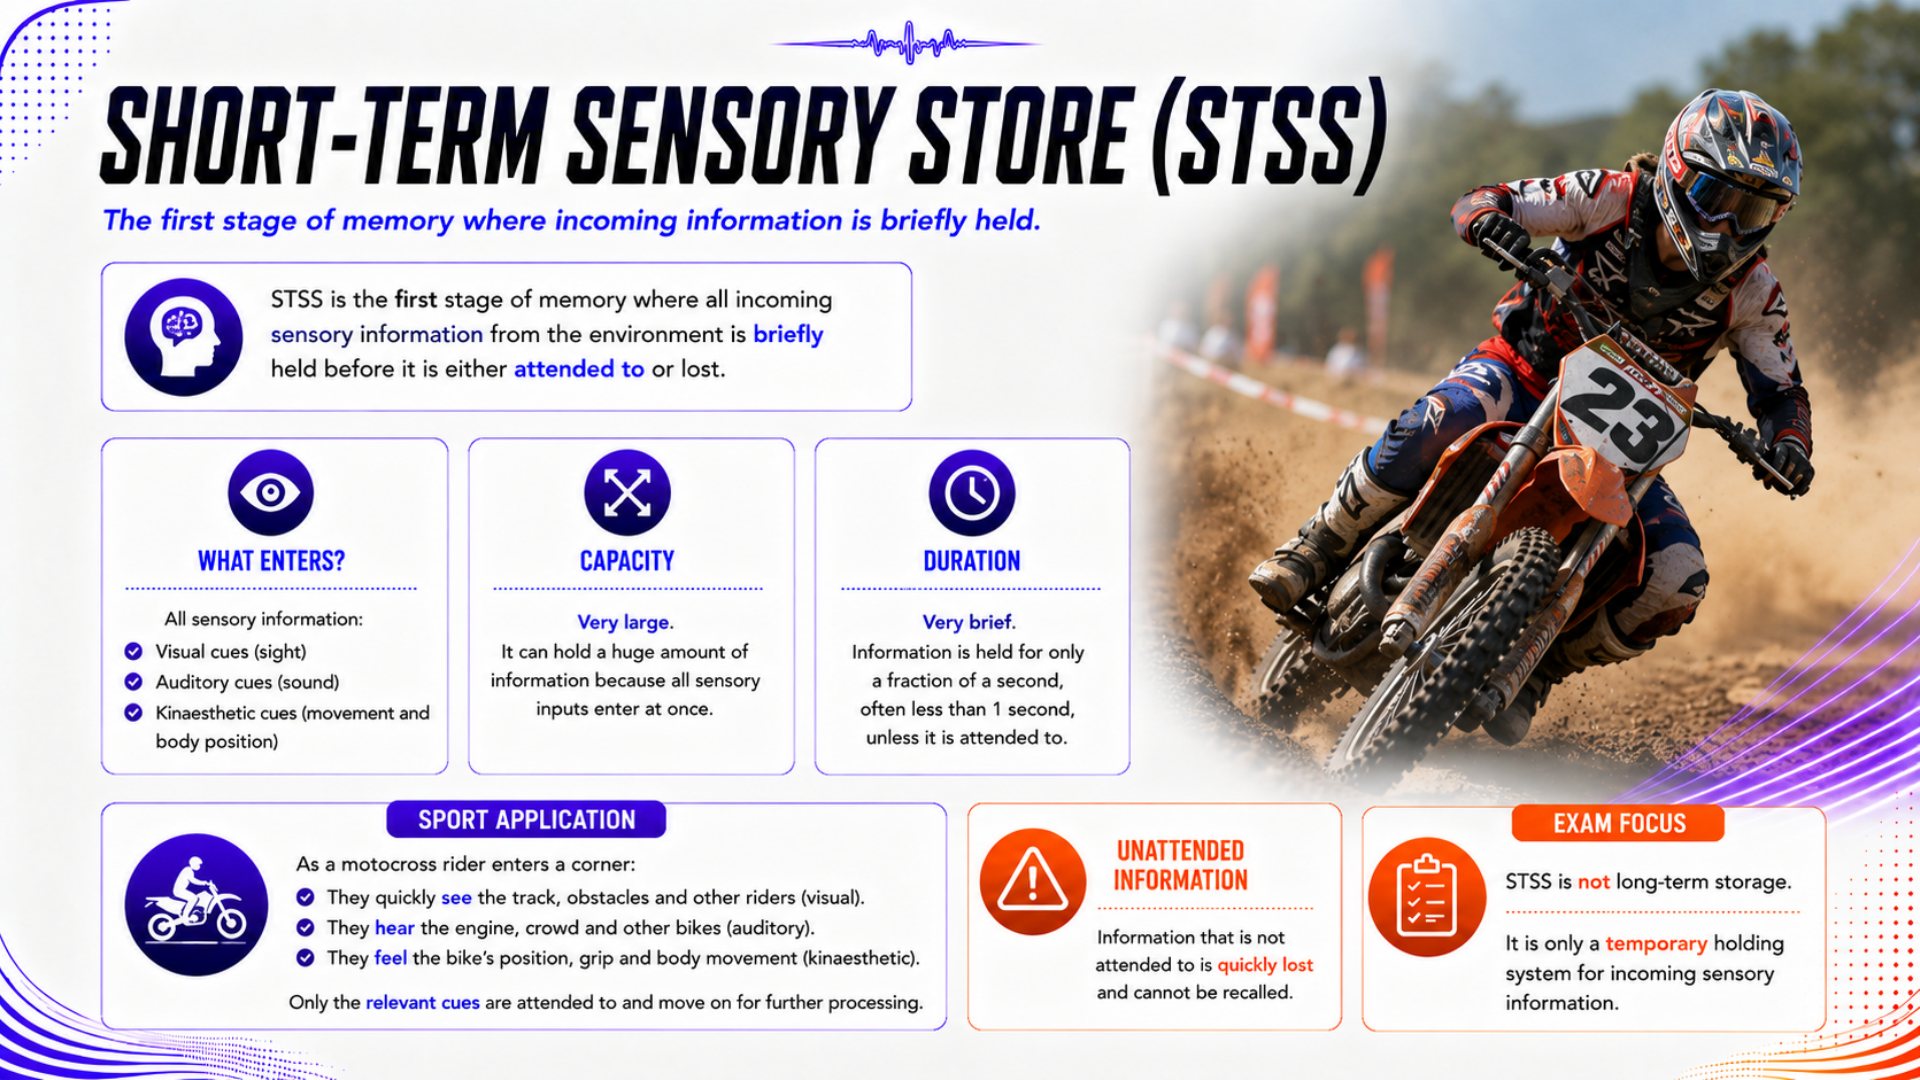 SHORT-TERM SENSORY STORE (STSS)
The first stage of memory where incoming information is briefly held.
STSS is the first stage of memory where all incoming
sensory information from the environment is briefly
held before it is either attended to or lost.
WHAT ENTERS?
All sensory information:
Visual cues (sight)
Auditory cues (sound)
Kinaesthetic cues (movement and
body position)
CAPACITY
Very large.
It can hold a huge amount of
information because all sensory
inputs enter at once.
DURATION
Very brief.
Information is held for only
a fraction of a second,
often less than 1 second,
unless it is attended to.
23
SPORT APPLICATION
As a motocross rider enters a corner:
They quickly see the track, obstacles and other riders (visual).
They hear the engine, crowd and other bikes (auditory).
They feel the bike's position, grip and body movement (kinaesthetic).
Only the relevant cues are attended to and move on for further processing.
UNATTENDED
INFORMATION
Information that is not
attended to is quickly lost
and cannot be recalled.
EXAM FOCUS
STSS is not long-term storage.
It is only a temporary holding
system for incoming sensory
information.